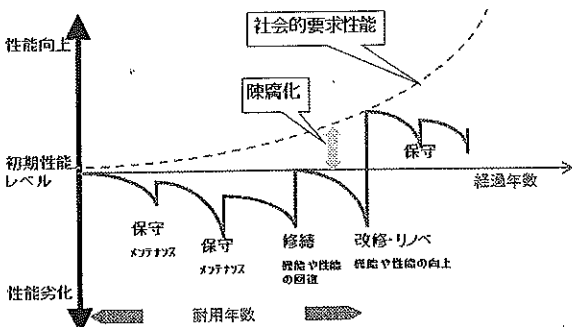 社会的要求性能
性能向上
陳腐化
初期性能
レベル
保守
経過年数
保守
メンテナンス
保守
メンテナンス
修繕
機能や性能
の回復
改修・リノベ
機能や性能の向上
性能劣化
耐用年数